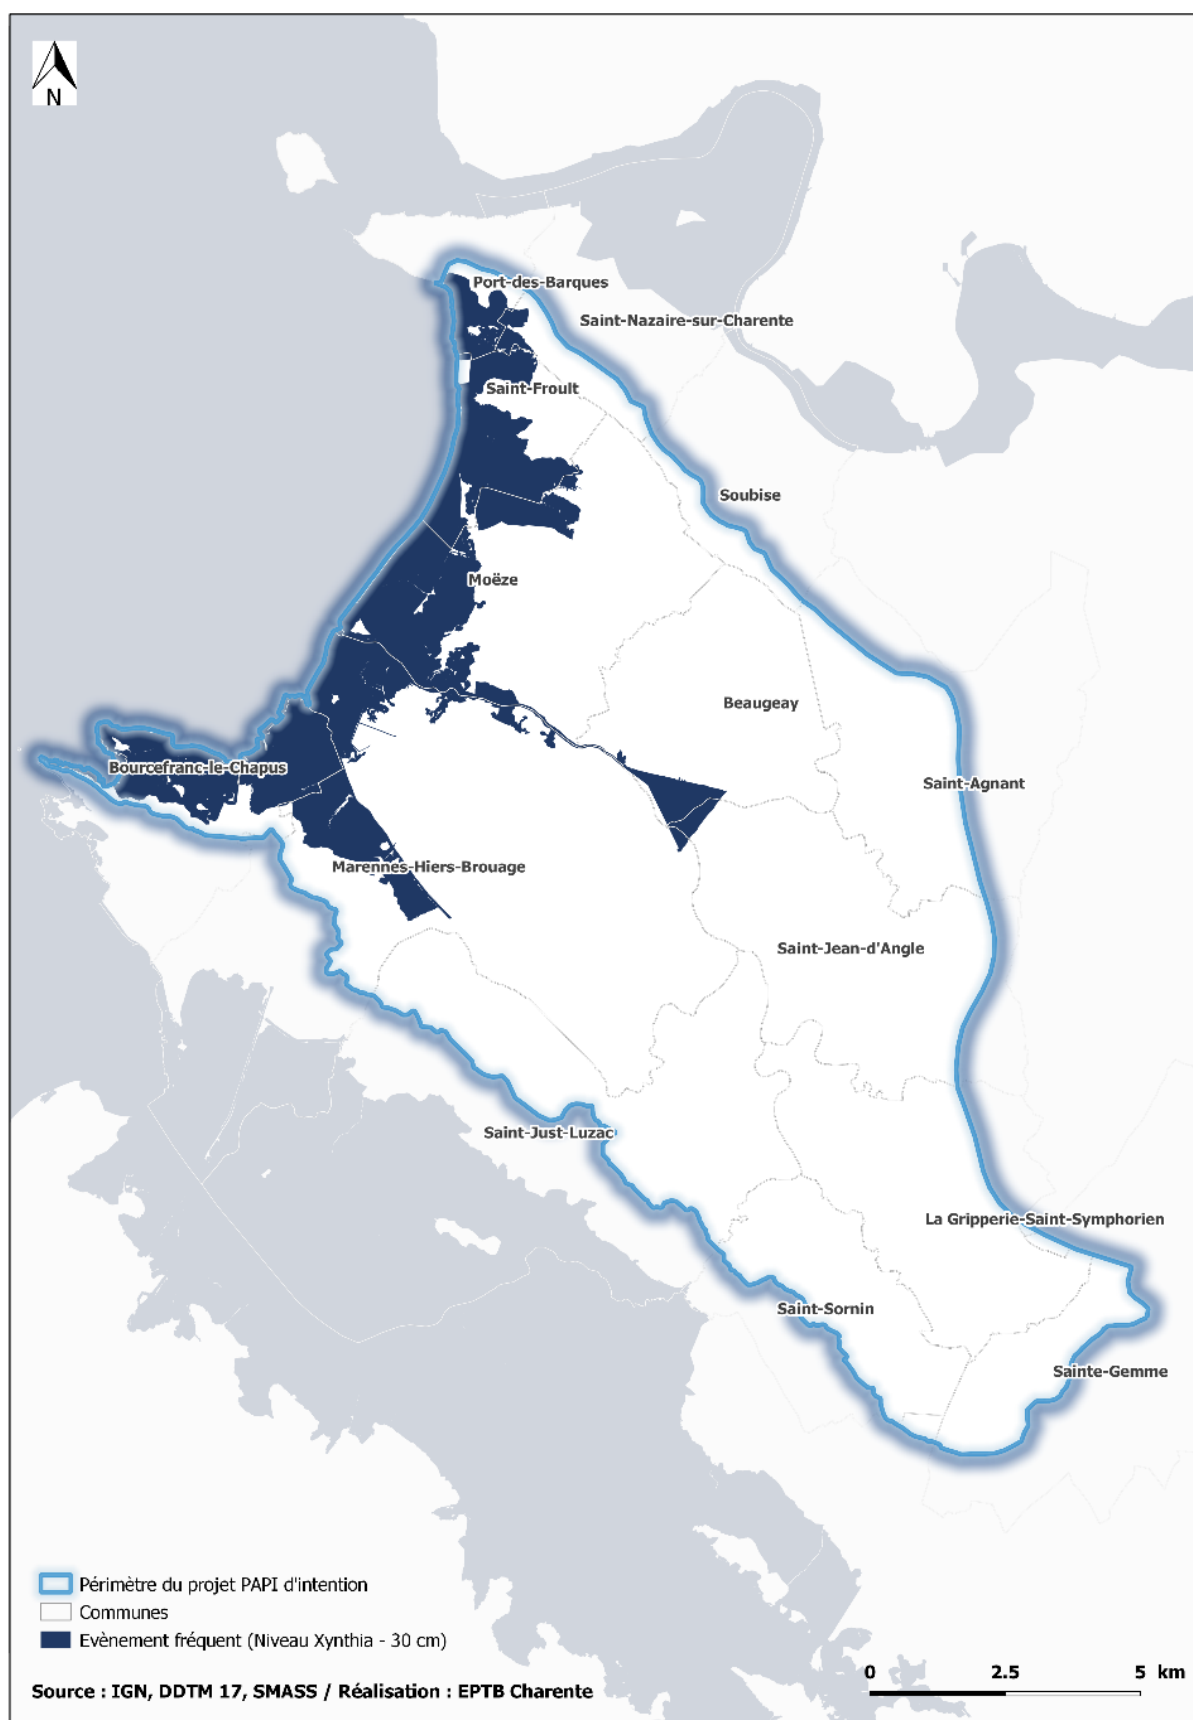 N
Port-des-Barques
Saint-Nazaire-sur-Charente
Saint-Froult
Soubise
Moëze
Beaugeay
Bourcefranc-le-Chapus
Saint-Agnant
Marennes-Hiers-Brouage
Saint-Jean-d'Angle
Saint-Just-Luzac
La Gripperie-Saint-Symphorien
Saint-Sornin
Sainte-Gemme
Périmètre du projet PAPI d'intention
Communes
Evènement fréquent (Niveau Xynthia - 30 cm)
0 2.5 5 km
Source : IGN, DDTM 17, SMASS / Réalisation : EPTB Charente